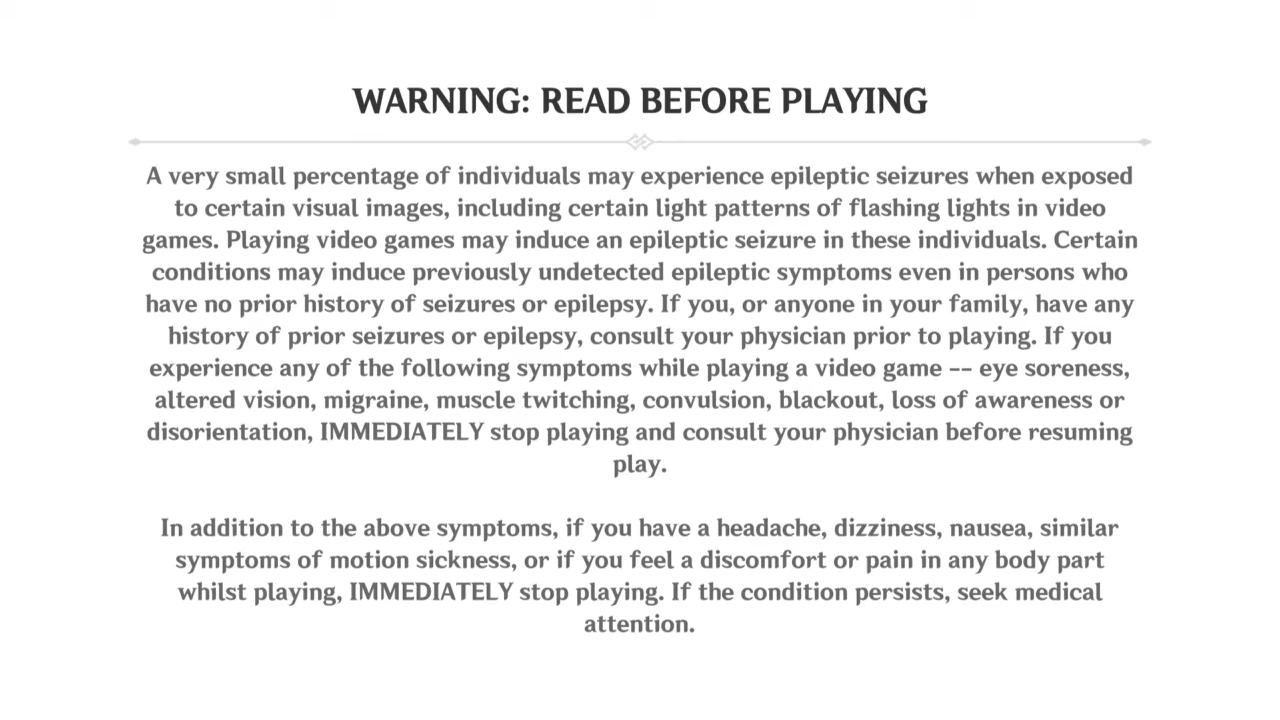 WARNING: READ BEFORE PLAYING
A very small percentage of individuals may experience epileptic seizures when exposed
to certain visual images, including certain light patterns of flashing lights in video
games. Playing video games may induce an epileptic seizure in these individuals. Certain
conditions may induce previously undetected epileptic symptoms even in persons who
have no prior history of seizures or epilepsy. If you, or anyone in your family, have any
history of prior seizures or epilepsy, consult your physician prior to playing. If you
experience any of the following symptoms while playing a video game -- eye soreness,
altered vision, migraine, muscle twitching, convulsion, blackout, loss of awareness or
disorientation, IMMEDIATELY stop playing and consult your physician before resuming
play.
In addition to the above symptoms, if you have a headache, dizziness, nausea, similar
symptoms of motion sickness, or if you feel a discomfort or pain in any body part
whilst playing, IMMEDIATELY stop playing. If the condition persists, seek medical
attention.